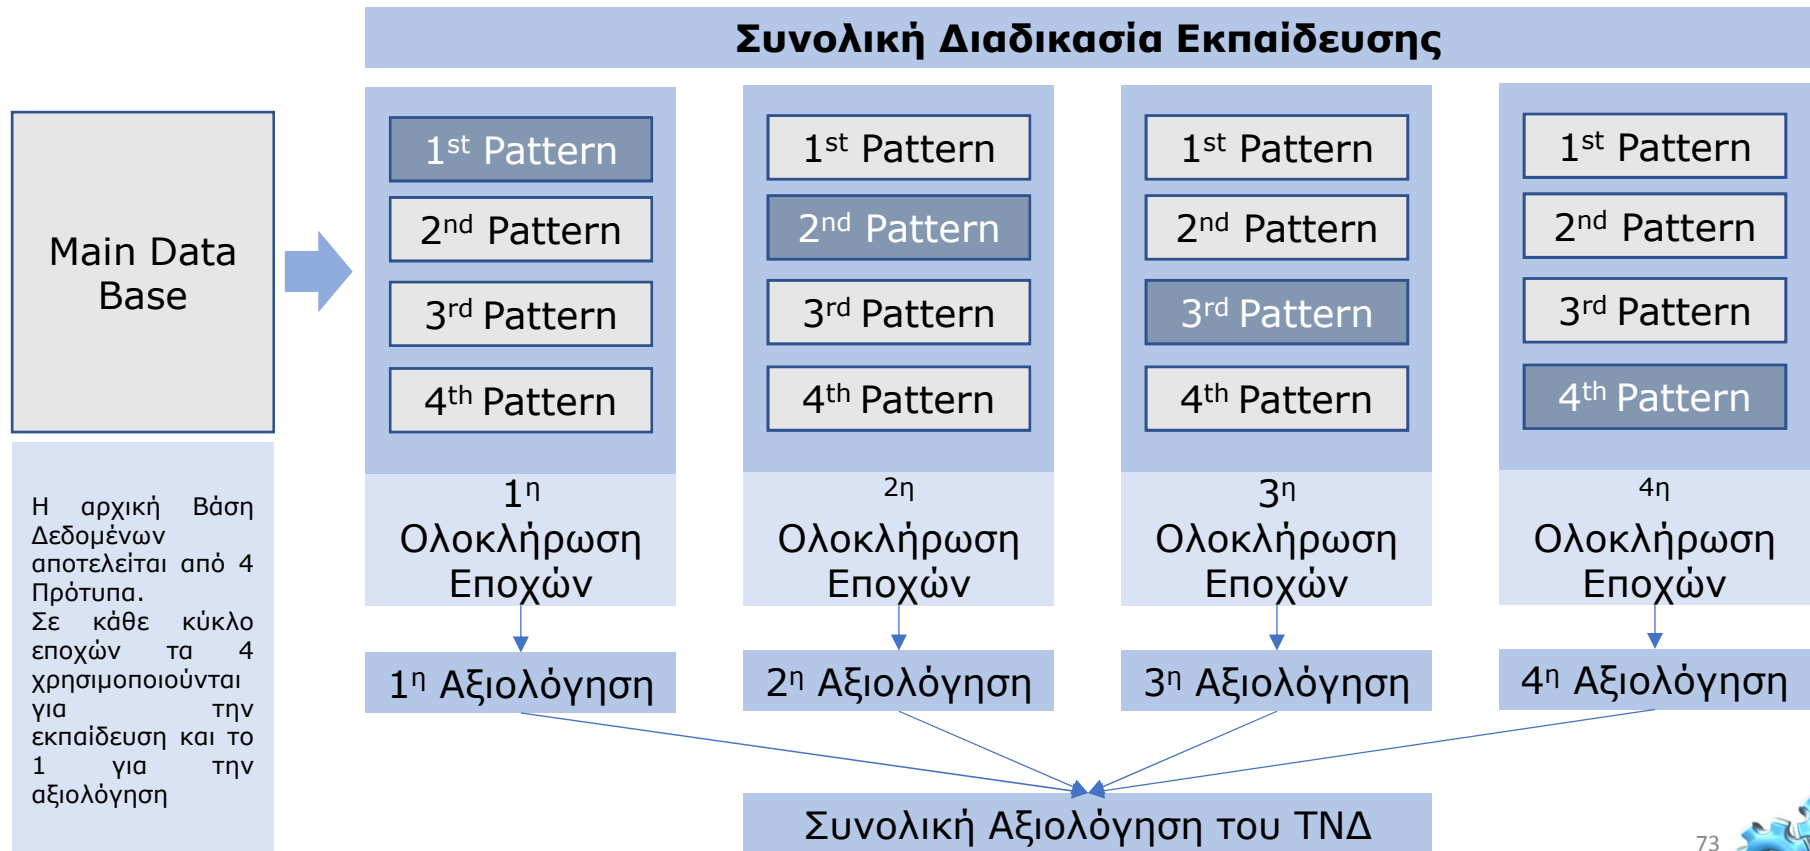 Συνολική Διαδικασία Εκπαίδευσης
Main Data
Base
Η αρχική Βάση
Δεδομένων
αποτελείται από 4
Πρότυπα.
Σε κάθε κύκλο
εποχών τα 4
χρησιμοποιούνται
για την
εκπαίδευση και το
1 για την
αξιολόγηση
1st Pattern
2nd Pattern
3rd Pattern
4th Pattern
1η
Ολοκλήρωση
Εποχών
1η Αξιολόγηση
1st Pattern
2nd Pattern
3rd Pattern
4th Pattern
2η
Ολοκλήρωση
Εποχών
2η Αξιολόγηση
1st Pattern
2nd Pattern
3rd Pattern
4th Pattern
3η
Ολοκλήρωση
Εποχών
3η Αξιολόγηση
1st Pattern
2nd Pattern
3rd Pattern
4th Pattern
4η
Ολοκλήρωση
Εποχών
4η Αξιολόγηση
Συνολική Αξιολόγηση του ΤΝΔ
73